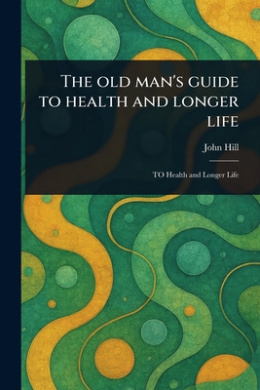 The old man's guide
to health and longer
life
John Hill
TO Health and Longer Life